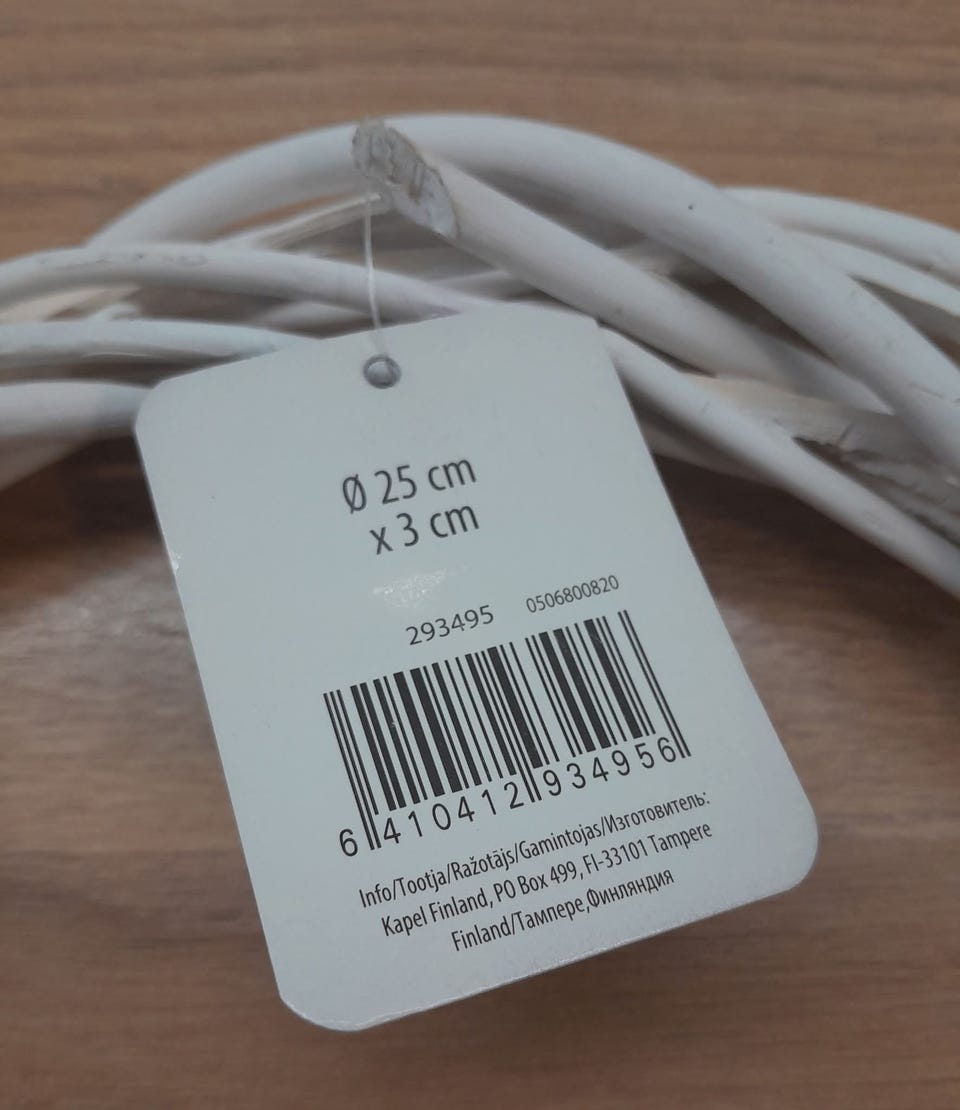 Ø 25 cm
x 3 cm
293495 0506800820
6 410412 934956
Info/Tootja/Ražotājs/Gamintojas/Изготовитель:
Kapel Finland, PO Box 499, FI-33101 Tampere
Finland/Тампере,Финляндия